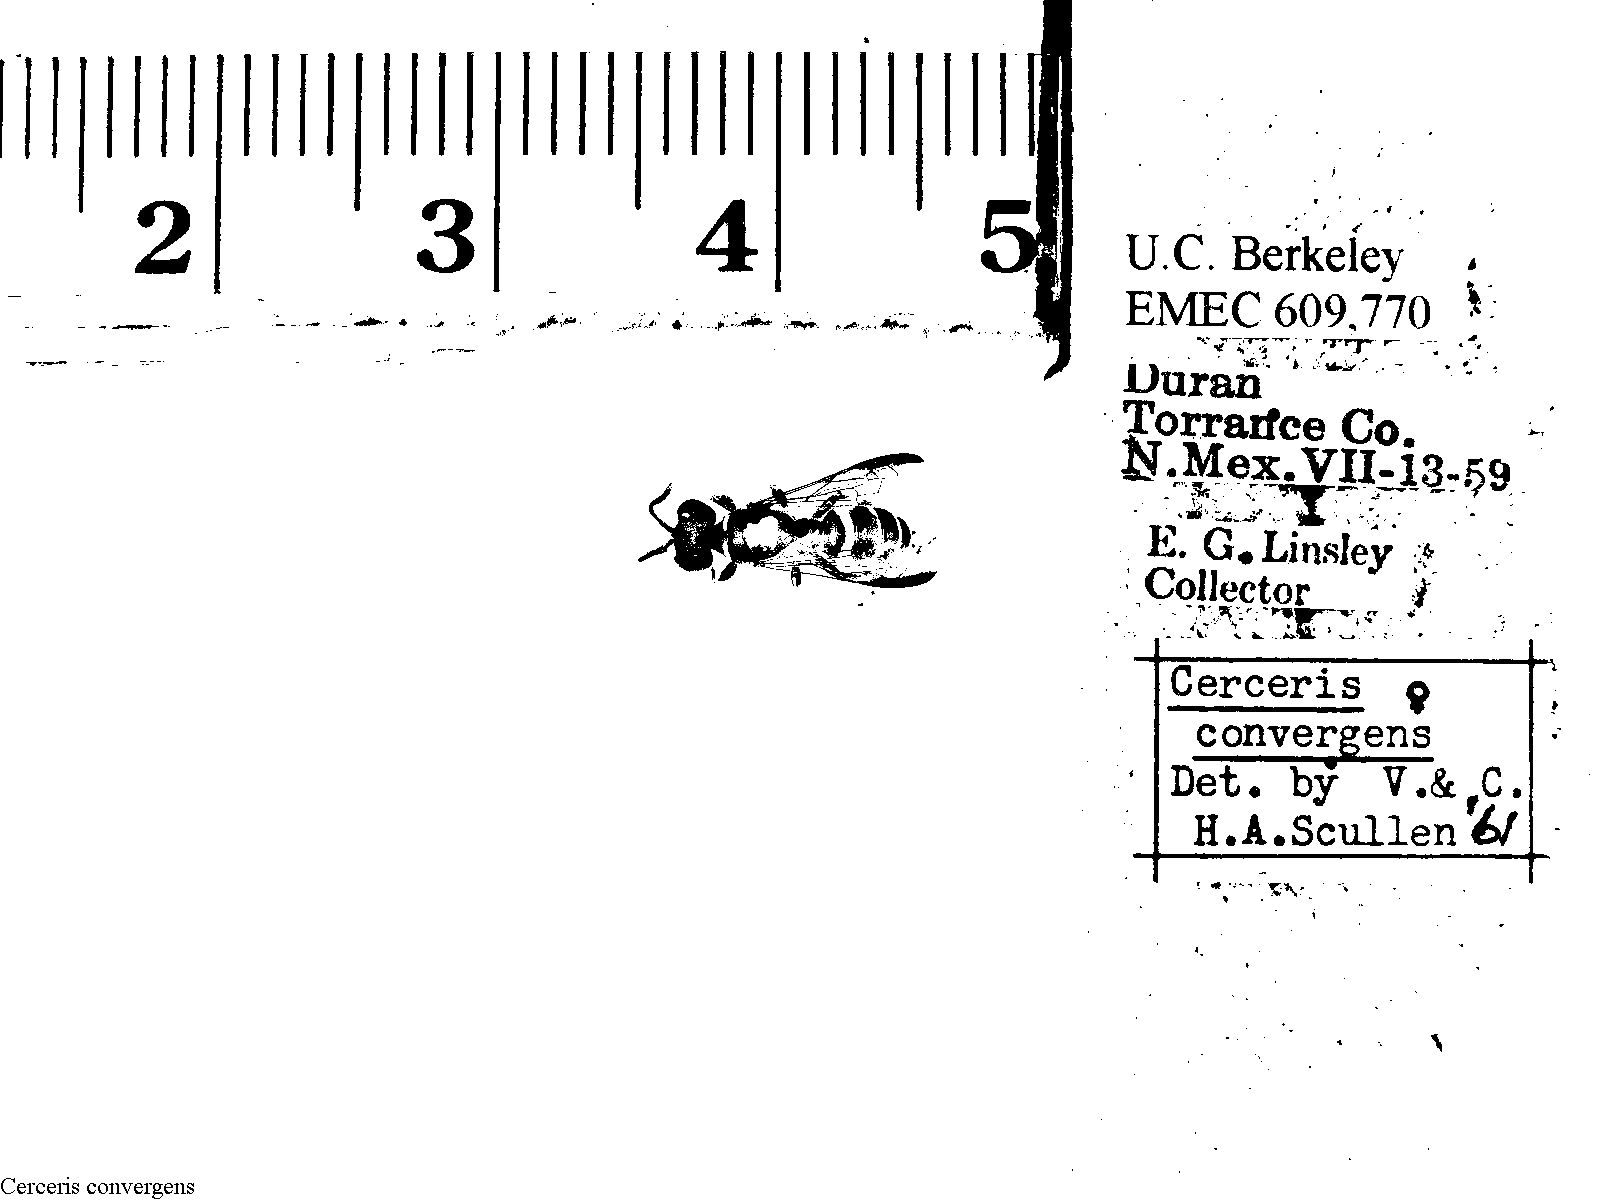 2 3 4 5
U.C. Berkeley
EMEC 609,770
Duran
Torrance Co.
N.Mex.VII-13-59
E. G. Linsley
Collector
Cerceris ♀
convergens
Det. by V.& C.
H.A.Scullen '61
Cerceris convergens